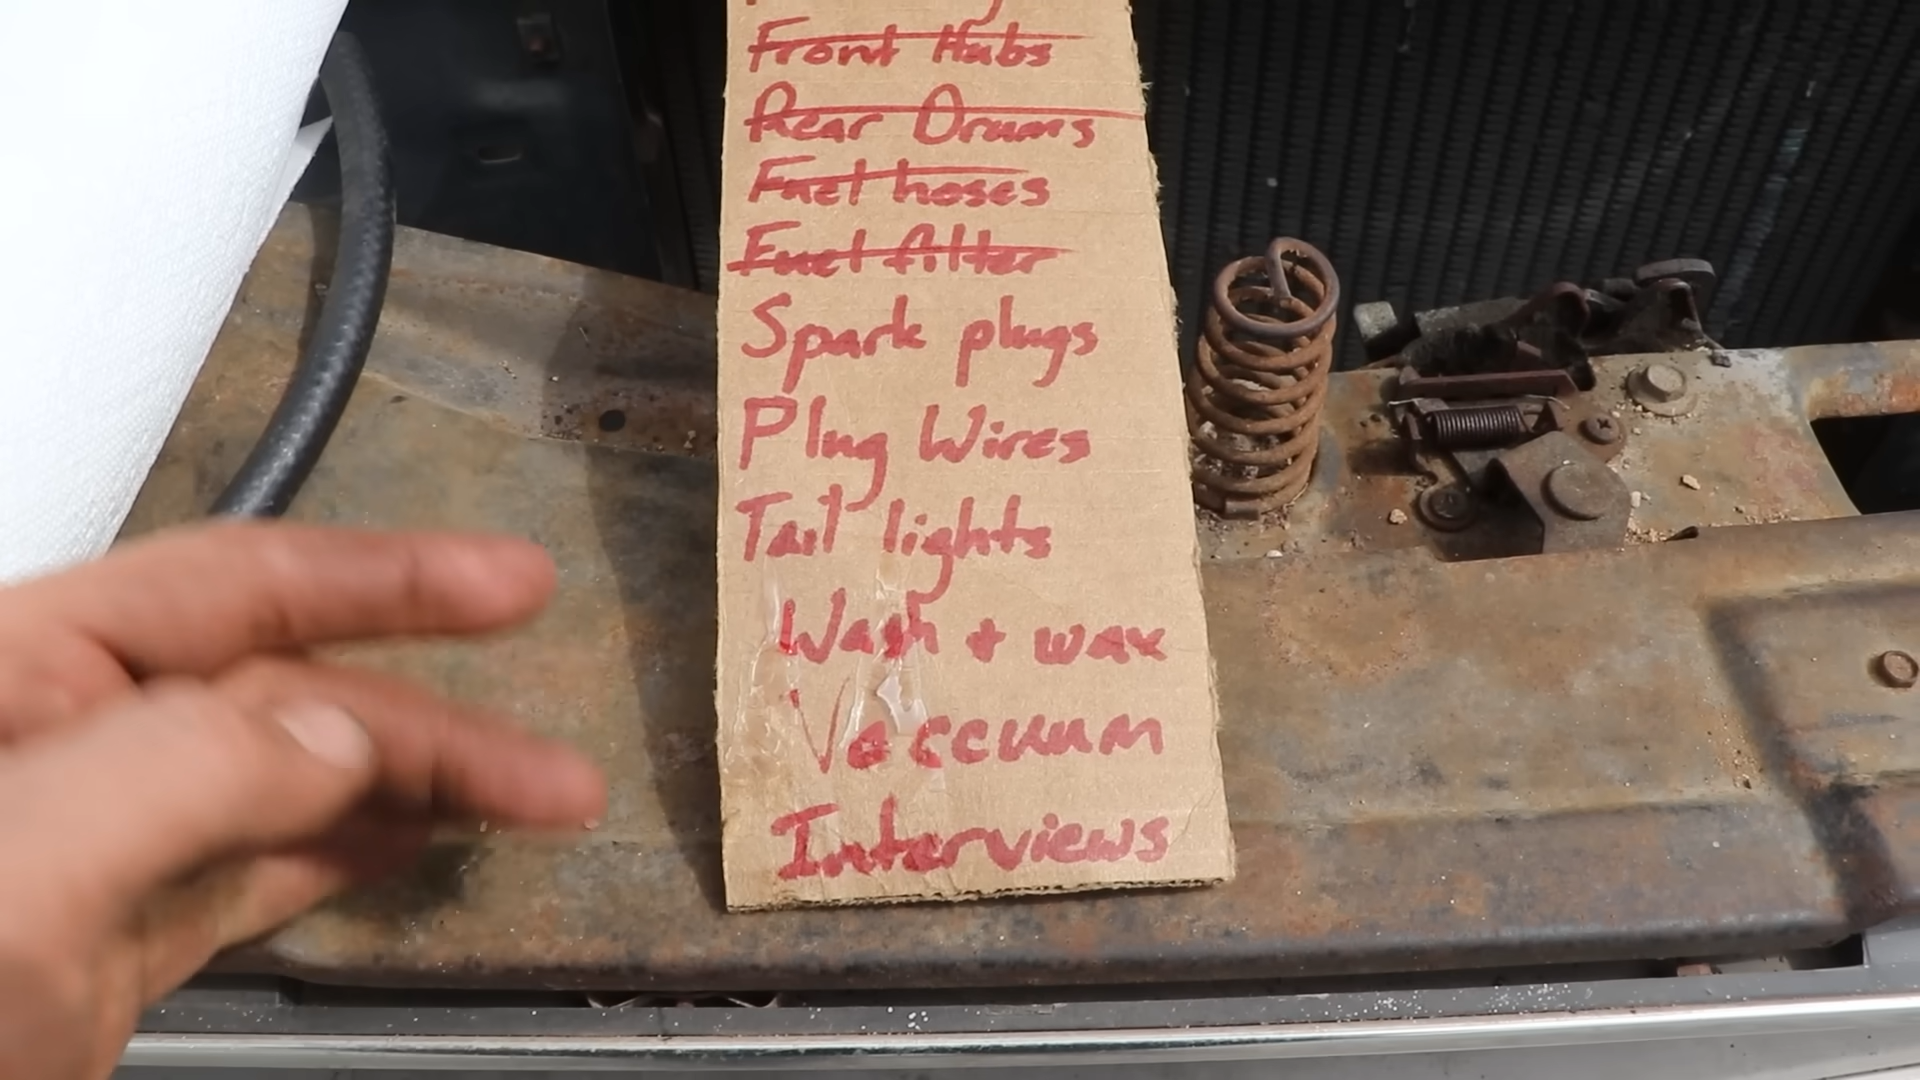 Front Hubs
Rear Drums
Fuel hoses
Fuel filter
Spark plugs
Plug Wires
Tail lights
Wash + wax
Vaccuum
Interviews